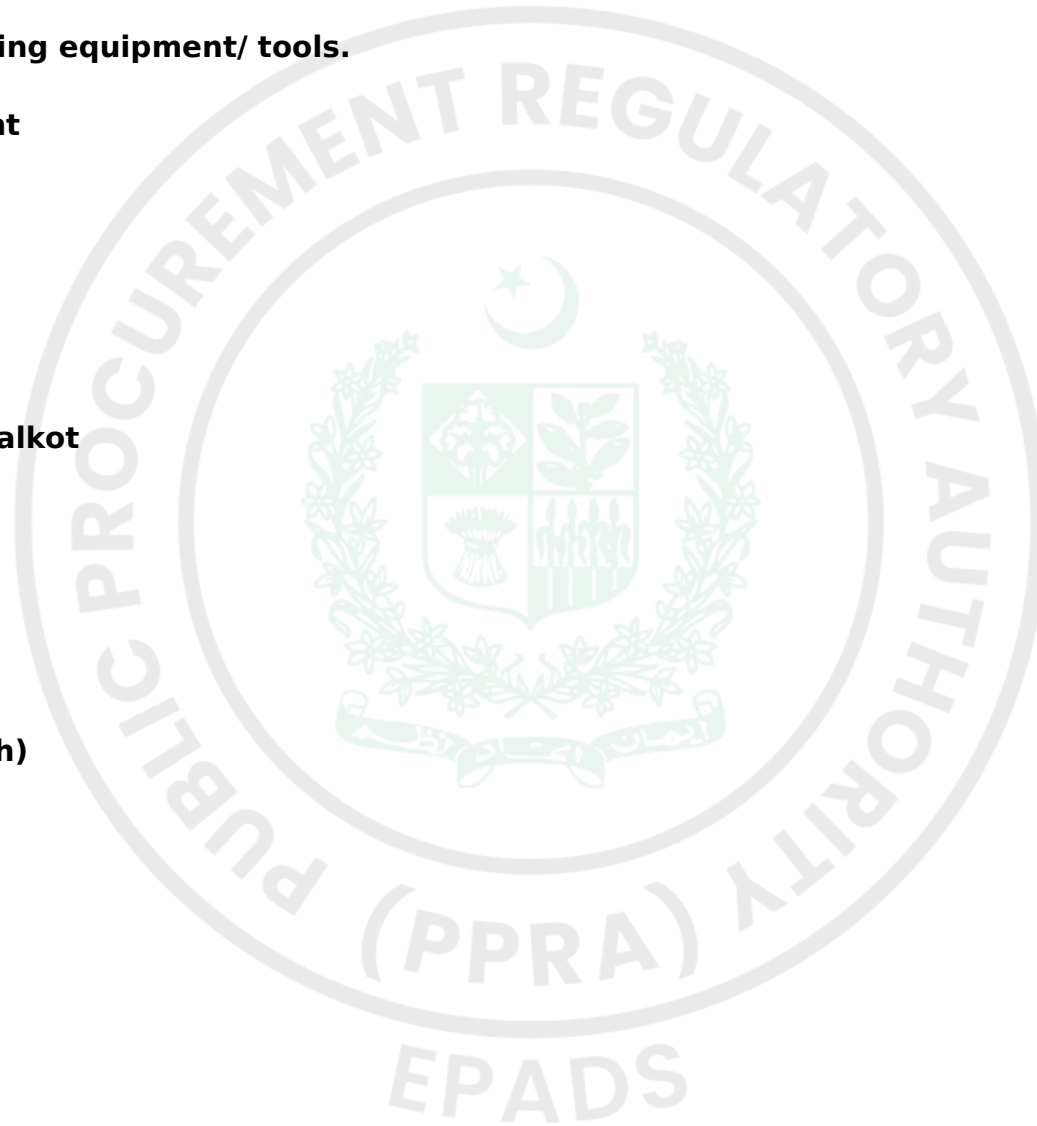 ing equipment/ tools.
nt
alkot
h)
PUBLIC PROCUREMENT REGULATORY AUTHORITY
(PPRA)
EPADS